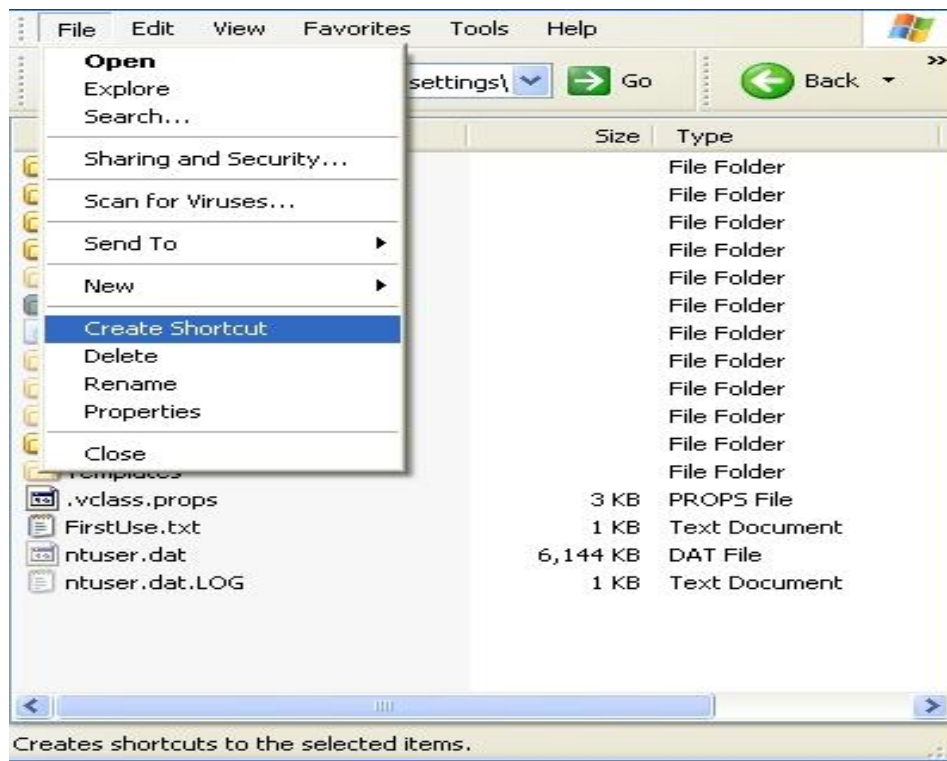 File Edit View Favorites Tools Help
settings\ Go Back »
Open
Explore
Search...
Sharing and Security...
Scan for Viruses...
Send To
New
Create Shortcut
Delete
Rename
Properties
Close
Size Type
File Folder
File Folder
File Folder
File Folder
File Folder
File Folder
File Folder
File Folder
File Folder
File Folder
File Folder
Templates File Folder
.vclass.props 3 KB PROPS File
FirstUse.txt 1 KB Text Document
ntuser.dat 6,144 KB DAT File
ntuser.dat.LOG 1 KB Text Document
Creates shortcuts to the selected items.